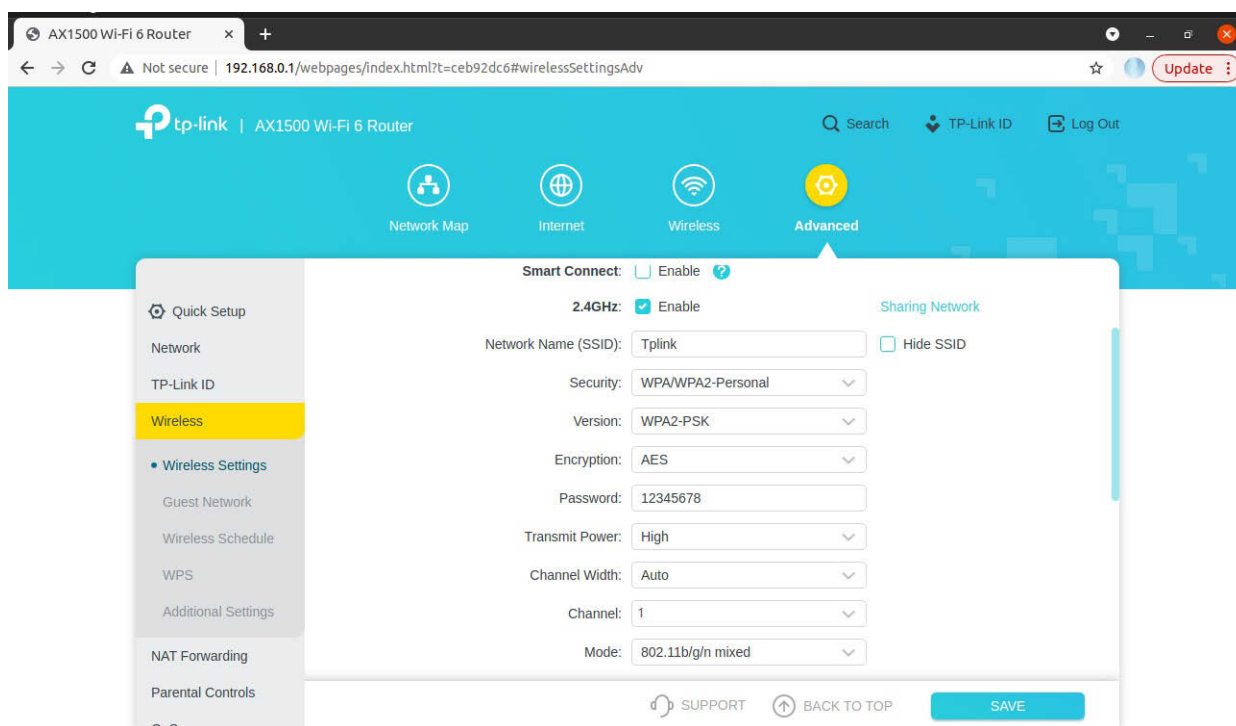 AX1500 Wi-Fi 6 Router
Not secure | 192.168.0.1/webpages/index.html?t=ceb92dc6#wirelessSettingsAdv
Update
tp-link | AX1500 Wi-Fi 6 Router
Search TP-Link ID Log Out
Network Map Internet Wireless Advanced
Quick Setup
Network
TP-Link ID
Wireless
Wireless Settings
Guest Network
Wireless Schedule
WPS
Additional Settings
NAT Forwarding
Parental Controls
Smart Connect: Enable ?
2.4GHz: Enable Sharing Network
Network Name (SSID): Tplink Hide SSID
Security: WPA/WPA2-Personal
Version: WPA2-PSK
Encryption: AES
Password: 12345678
Transmit Power: High
Channel Width: Auto
Channel: 1
Mode: 802.11b/g/n mixed
SUPPORT BACK TO TOP SAVE